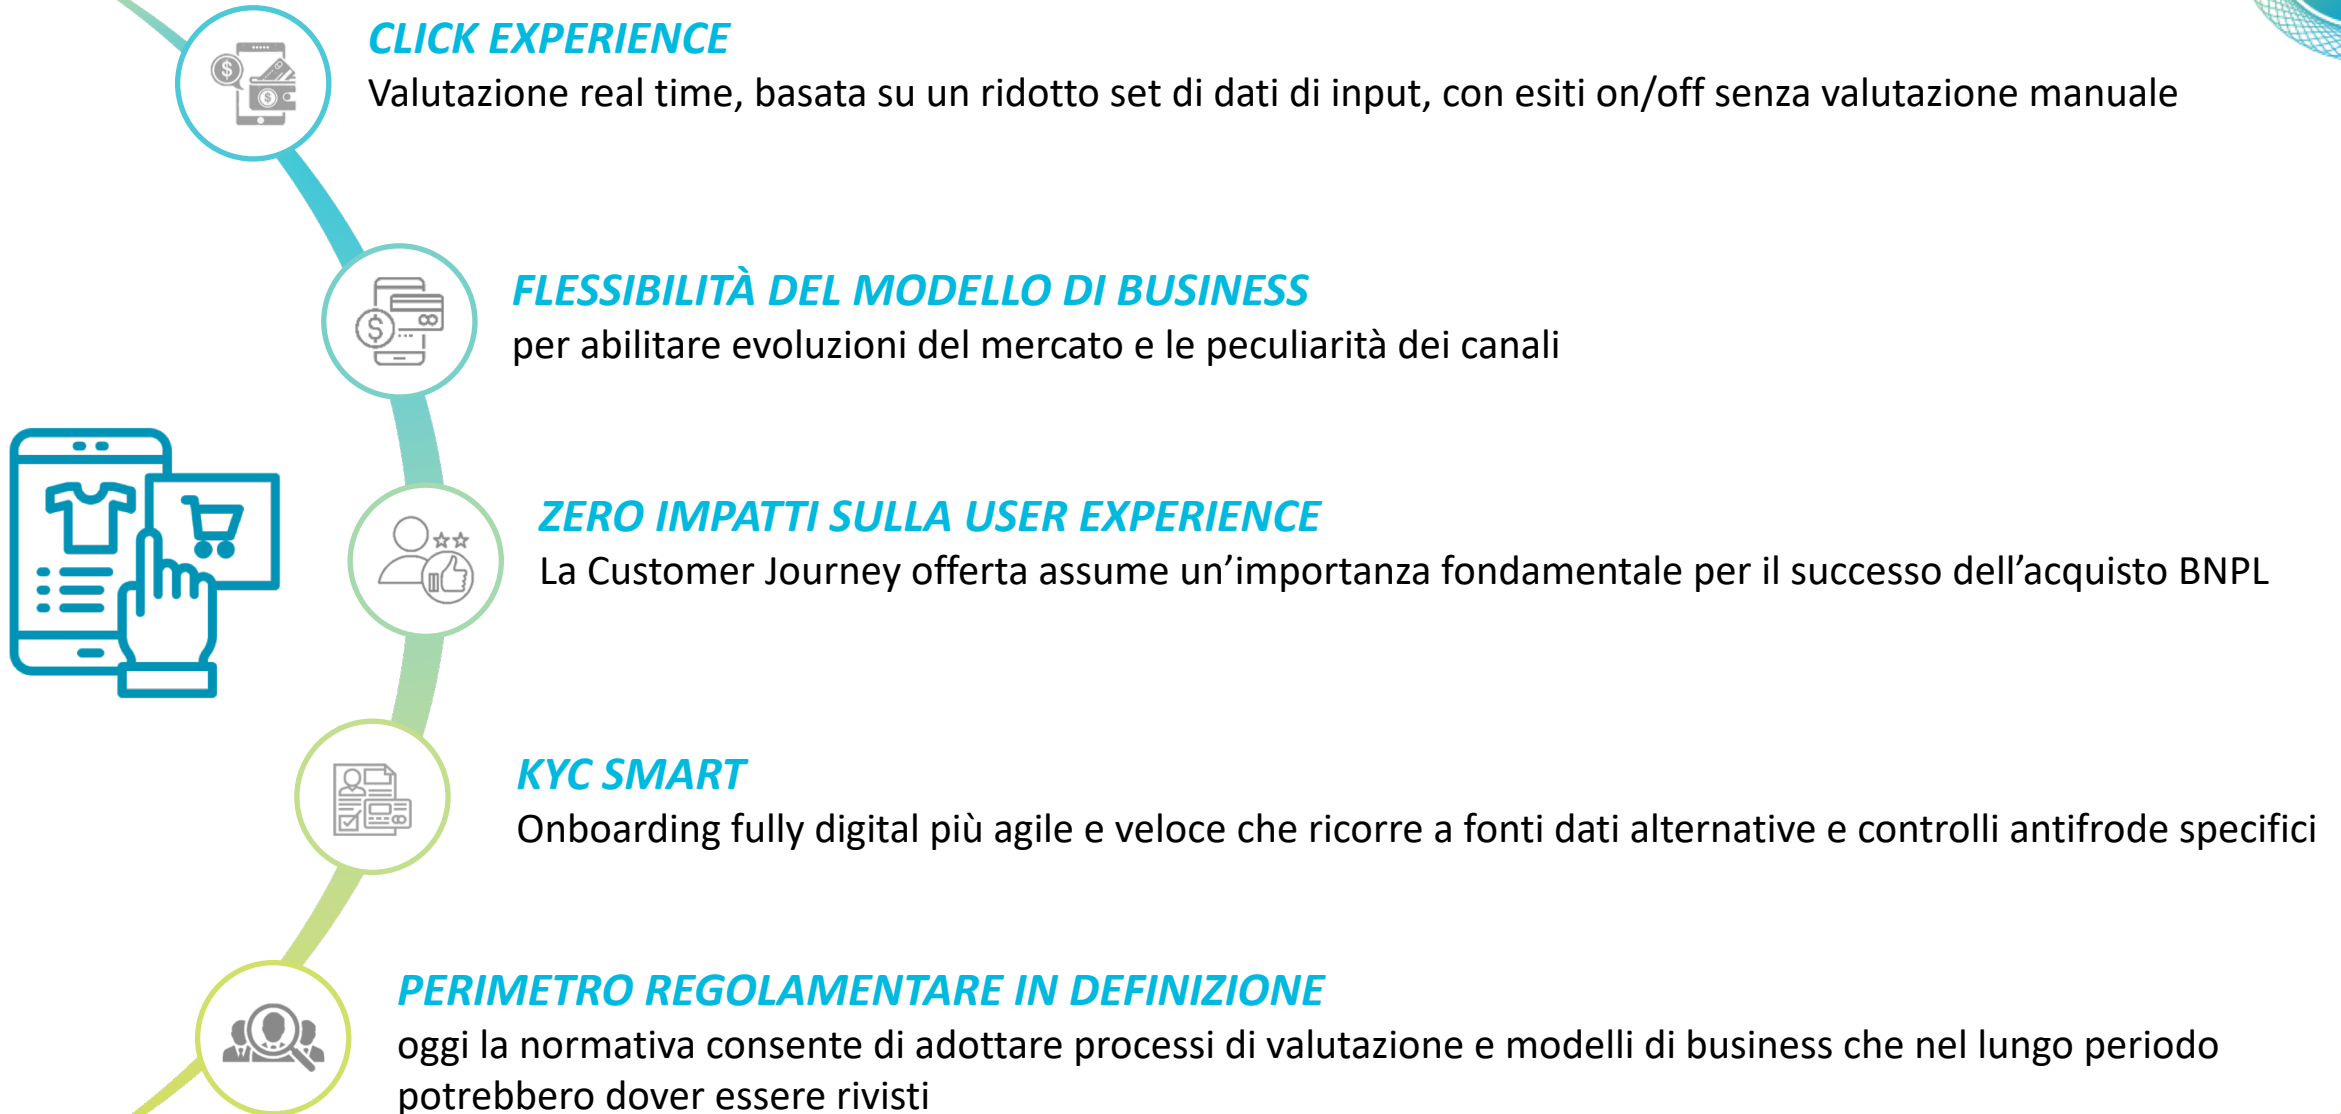 CLICK EXPERIENCE
Valutazione real time, basata su un ridotto set di dati di input, con esiti on/off senza valutazione manuale
FLESSIBILITÀ DEL MODELLO DI BUSINESS
per abilitare evoluzioni del mercato e le peculiarità dei canali
ZERO IMPATTI SULLA USER EXPERIENCE
La Customer Journey offerta assume un’importanza fondamentale per il successo dell’acquisto BNPL
KYC SMART
Onboarding fully digital più agile e veloce che ricorre a fonti dati alternative e controlli antifrode specifici
PERIMETRO REGOLAMENTARE IN DEFINIZIONE
oggi la normativa consente di adottare processi di valutazione e modelli di business che nel lungo periodo
potrebbero dover essere rivisti